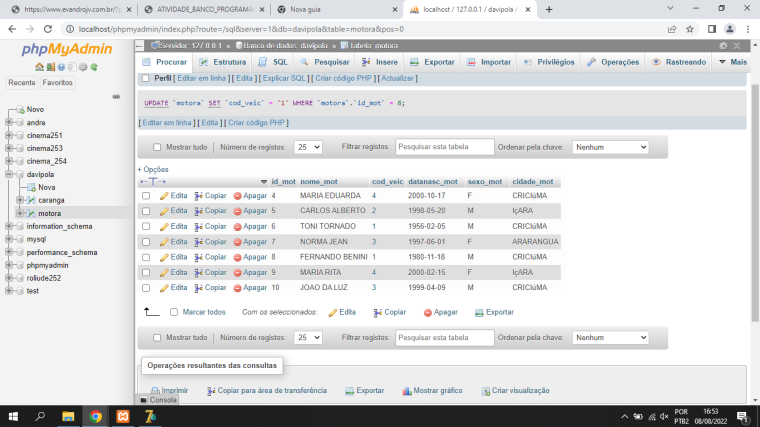 https://www.evandrojv.com.br/?p
ATIVIDADE_BANCO_PROGRAMA
Nova guia
localhost / 127.0.0.1 / davipola /
localhost/phpmyadmin/index.php?route=/sql&server=1&db=davipola&table=motora&pos=0
phpMyAdmin
Recente Favoritos
Novo
andre
cinema251
cinema253
cinema_254
davipola
Nova
caranga
motora
information_schema
mysql
performance_schema
phpmyadmin
roliude252
test
Servidor: 127.0.0.1 » Banco de dados: davipola » Tabela: motora
Procurar Estrutura SQL Pesquisar Insere Exportar Importar Privilégios Operações Rastreando Mais
Perfil [ Editar em linha ] [ Edita ] [ Explicar SQL ] [ Criar código PHP ] [ Actualizar ]
UPDATE `motora` SET `cod_veic` = '1' WHERE `motora`.`id_mot` = 8;
[ Editar em linha ] [ Edita ] [ Criar código PHP ]
Mostrar tudo Número de registos: 25 Filtrar registos: Pesquisar esta tabela Ordenar pela chave: Nenhum
+ Opções
id_mot nome_mot cod_veic datanasc_mot sexo_mot cidade_mot
Edita Copiar Apagar 4 MARIA EDUARDA 4 2000-10-17 F CRICIúMA
Edita Copiar Apagar 5 CARLOS ALBERTO 2 1998-05-20 M IçARA
Edita Copiar Apagar 6 TONI TORNADO 1 1956-02-05 M CRICIúMA
Edita Copiar Apagar 7 NORMA JEAN 3 1997-06-01 F ARARANGUA
Edita Copiar Apagar 8 FERNANDO BENINI 1 1980-11-18 M CRICIúMA
Edita Copiar Apagar 9 MARIA RITA 4 2000-02-15 F IçARA
Edita Copiar Apagar 10 JOAO DA LUZ 3 1999-04-09 M CRICIúMA
Marcar todos Com os seleccionados: Edita Copiar Apagar Exportar
Mostrar tudo Número de registos: 25 Filtrar registos: Pesquisar esta tabela Ordenar pela chave: Nenhum
Operações resultantes das consultas
Imprimir Copiar para área de transferência Exportar Mostrar gráfico Criar visualização
Consola
POR
PTB2
16:53
08/08/2022